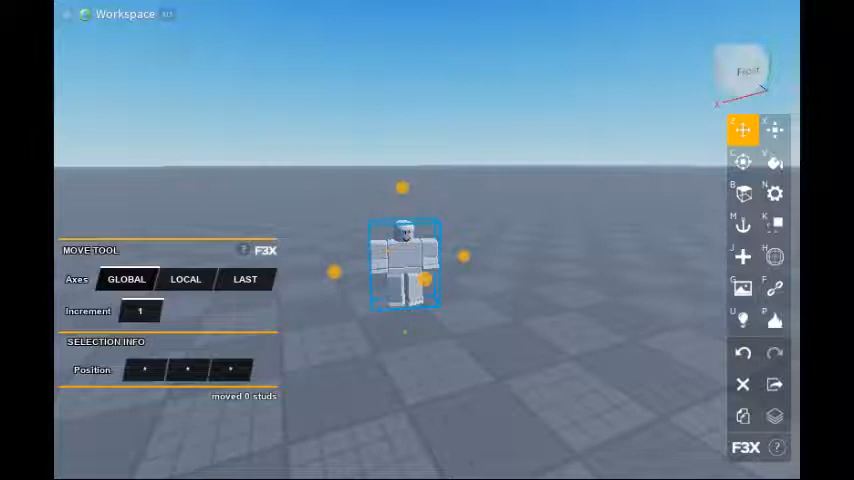 Workspace
Front
X
Z
X
C
V
B
N
M
K
J
H
G
F
U
P
MOVE TOOL ? F3X
Axes GLOBAL LOCAL LAST
Increment 1
SELECTION INFO
Position * * *
moved 0 studs
F3X ?